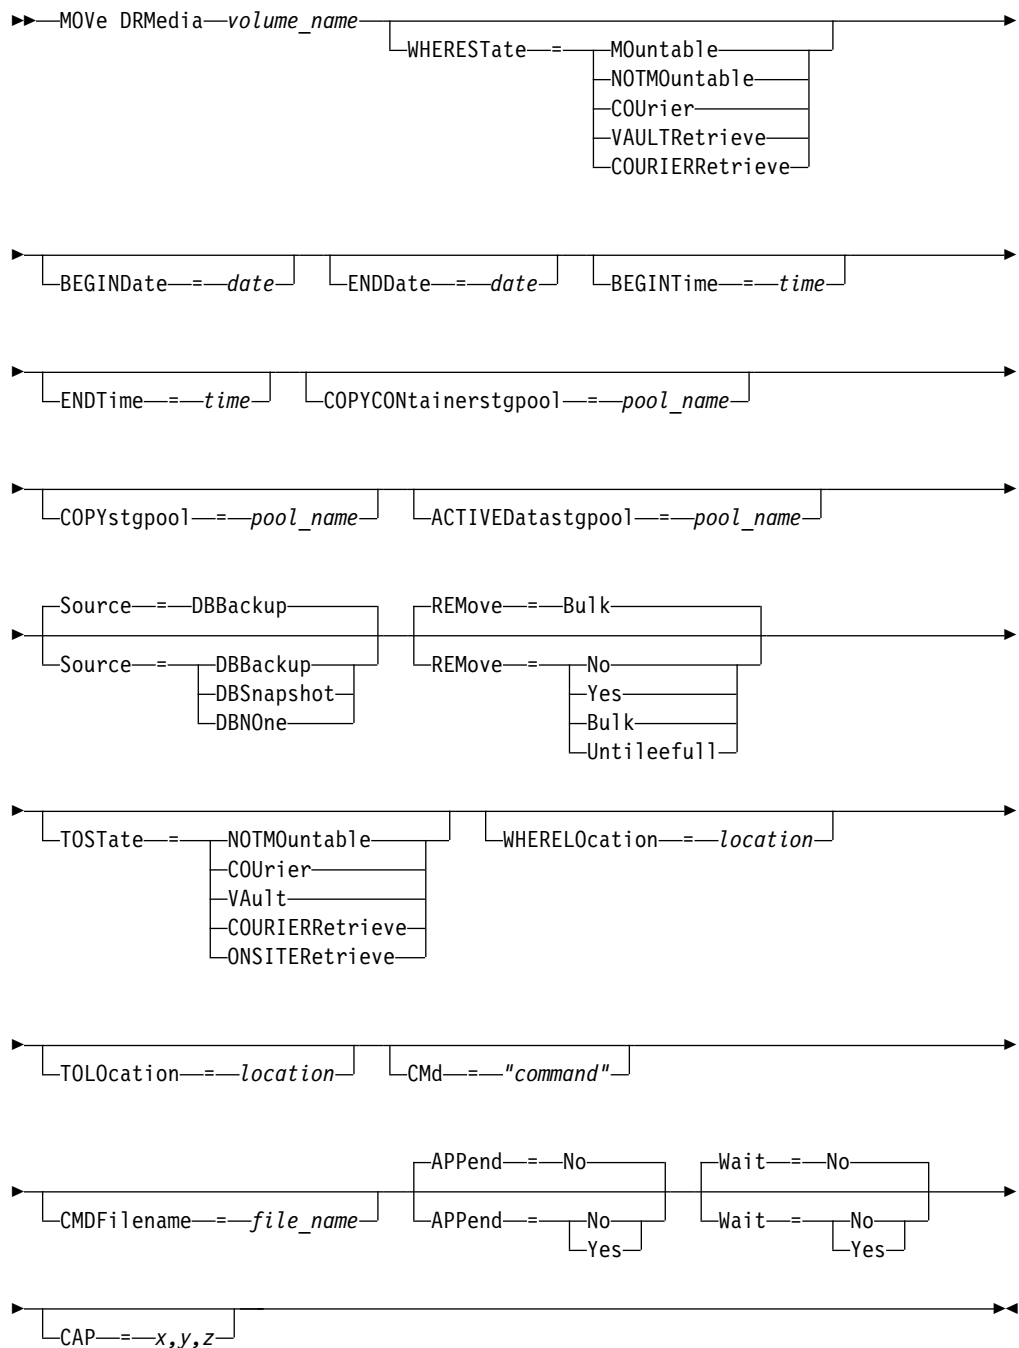 MOVe DRMedia volume_name
WHERESTate = MOuntable
NOTMOuntable
COUrier
VAULTRetrieve
COURIERRetrieve
BEGINDate = date ENDDate = date BEGINTime = time
ENDTime = time COPYCONtainerstgpool = pool_name
COPYstgpool = pool_name ACTIVEDatastgpool = pool_name
Source = DBBackup REMove = Bulk
Source = DBBackup REMove = No
DBSnapshot Yes
DBNOne Bulk
Untileefull
TOSTate = NOTMOuntable WHERELOcation = location
COUrier
VAult
COURIERRetrieve
ONSITERetrieve
TOLOcation = location CMd = "command"
APPend = No Wait = No
CMDFilename = file_name APPend = No Wait = No
Yes Yes
CAP = x,y,z